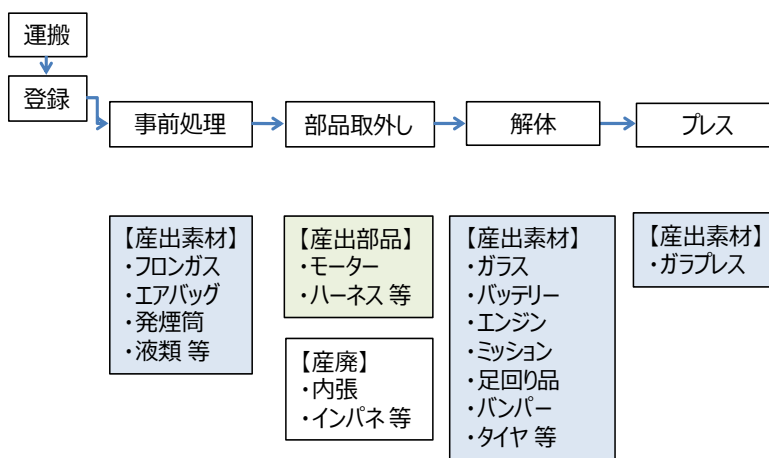 運搬
登録
事前処理
部品取外し
解体
プレス
【産出素材】
・フロンガス
・エアバッグ
・発煙筒
・液類 等
【産出部品】
・モーター
・ハーネス 等
【産廃】
・内張
・インパネ 等
【産出素材】
・ガラス
・バッテリー
・エンジン
・ミッション
・足回り品
・バンパー
・タイヤ 等
【産出素材】
・ガラプレス